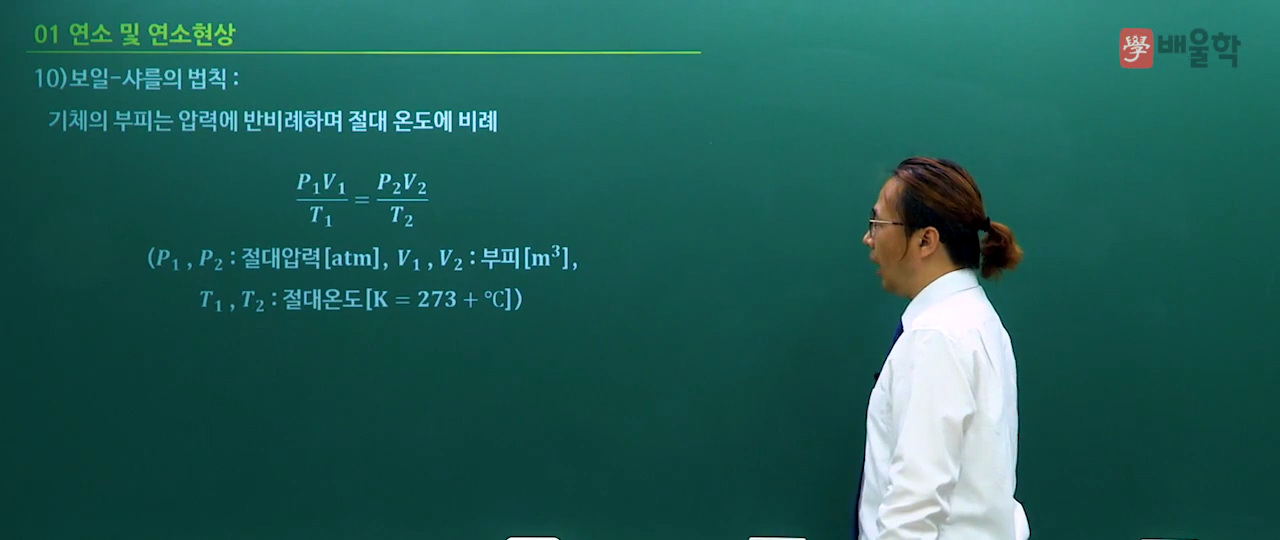 01 연소 및 연소현상
學 배울학
10)보일-샤를의 법칙 :
기체의 부피는 압력에 반비례하며 절대 온도에 비례
P₁V₁/T₁ = P₂V₂/T₂
(P₁ , P₂ : 절대압력[atm], V₁ , V₂ : 부피[m³],
T₁ , T₂ : 절대온도[K = 273 + ℃])